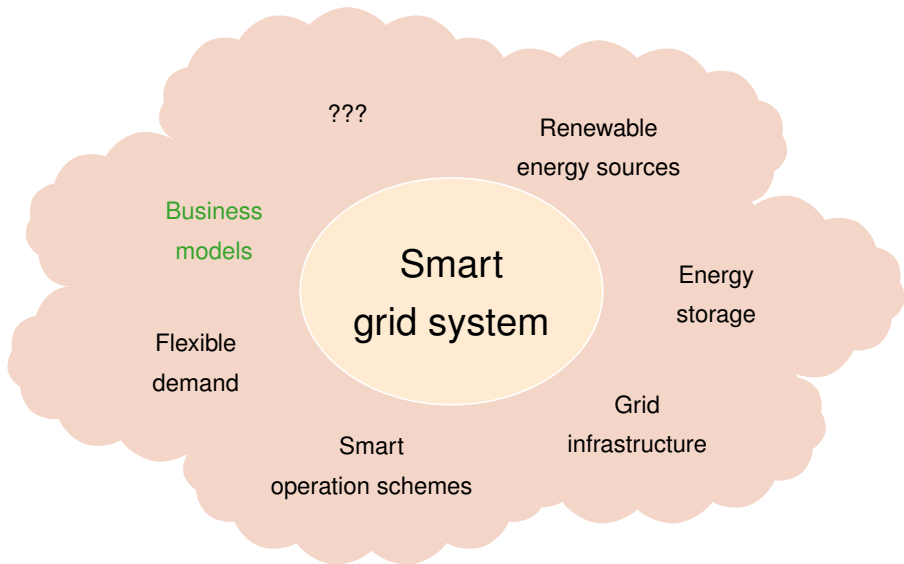 ???
Renewable
energy sources
Business
models
Smart
grid system
Energy
storage
Flexible
demand
Grid
infrastructure
Smart
operation schemes